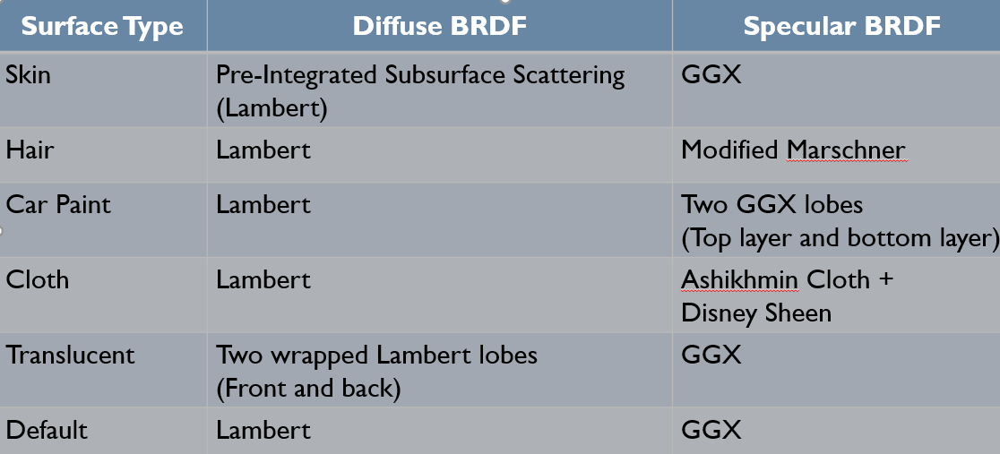 Surface Type Diffuse BRDF Specular BRDF
Skin Pre-Integrated Subsurface Scattering GGX
(Lambert)
Hair Lambert Modified Marschner
Car Paint Lambert Two GGX lobes
(Top layer and bottom layer)
Cloth Lambert Ashikhmin Cloth +
Disney Sheen
Translucent Two wrapped Lambert lobes GGX
(Front and back)
Default Lambert GGX